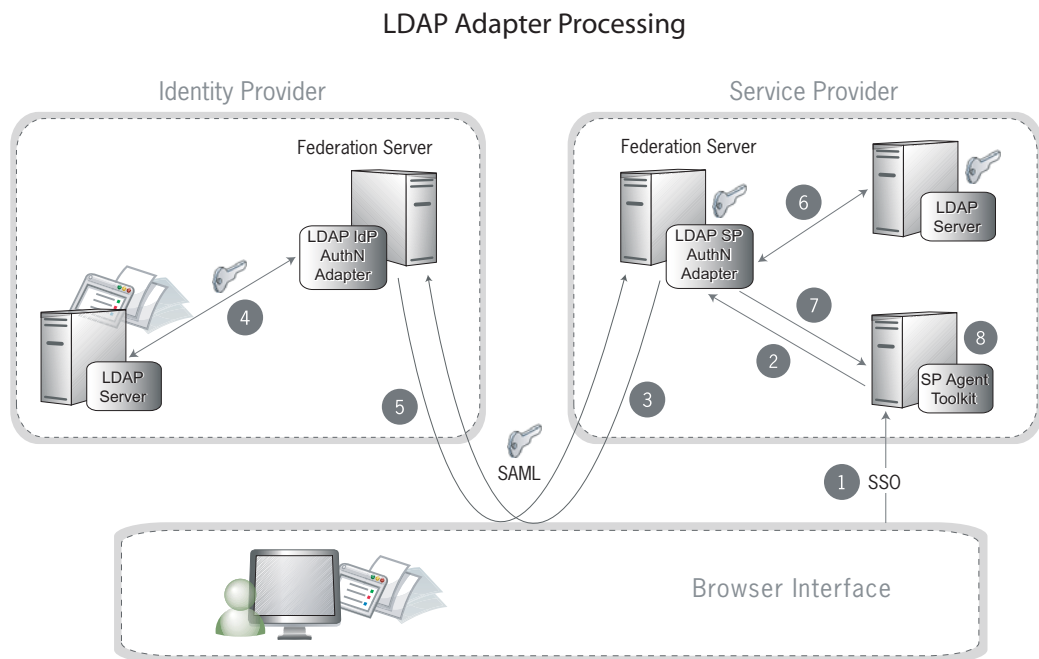 LDAP Adapter Processing
Identity Provider
Service Provider
Federation Server
LDAP IdP
AuthN
Adapter
4
LDAP
Server
Federation Server
LDAP SP
AuthN
Adapter
6
LDAP
Server
7
2
8
SP Agent
Toolkit
5
3
SAML
1
SSO
Browser Interface